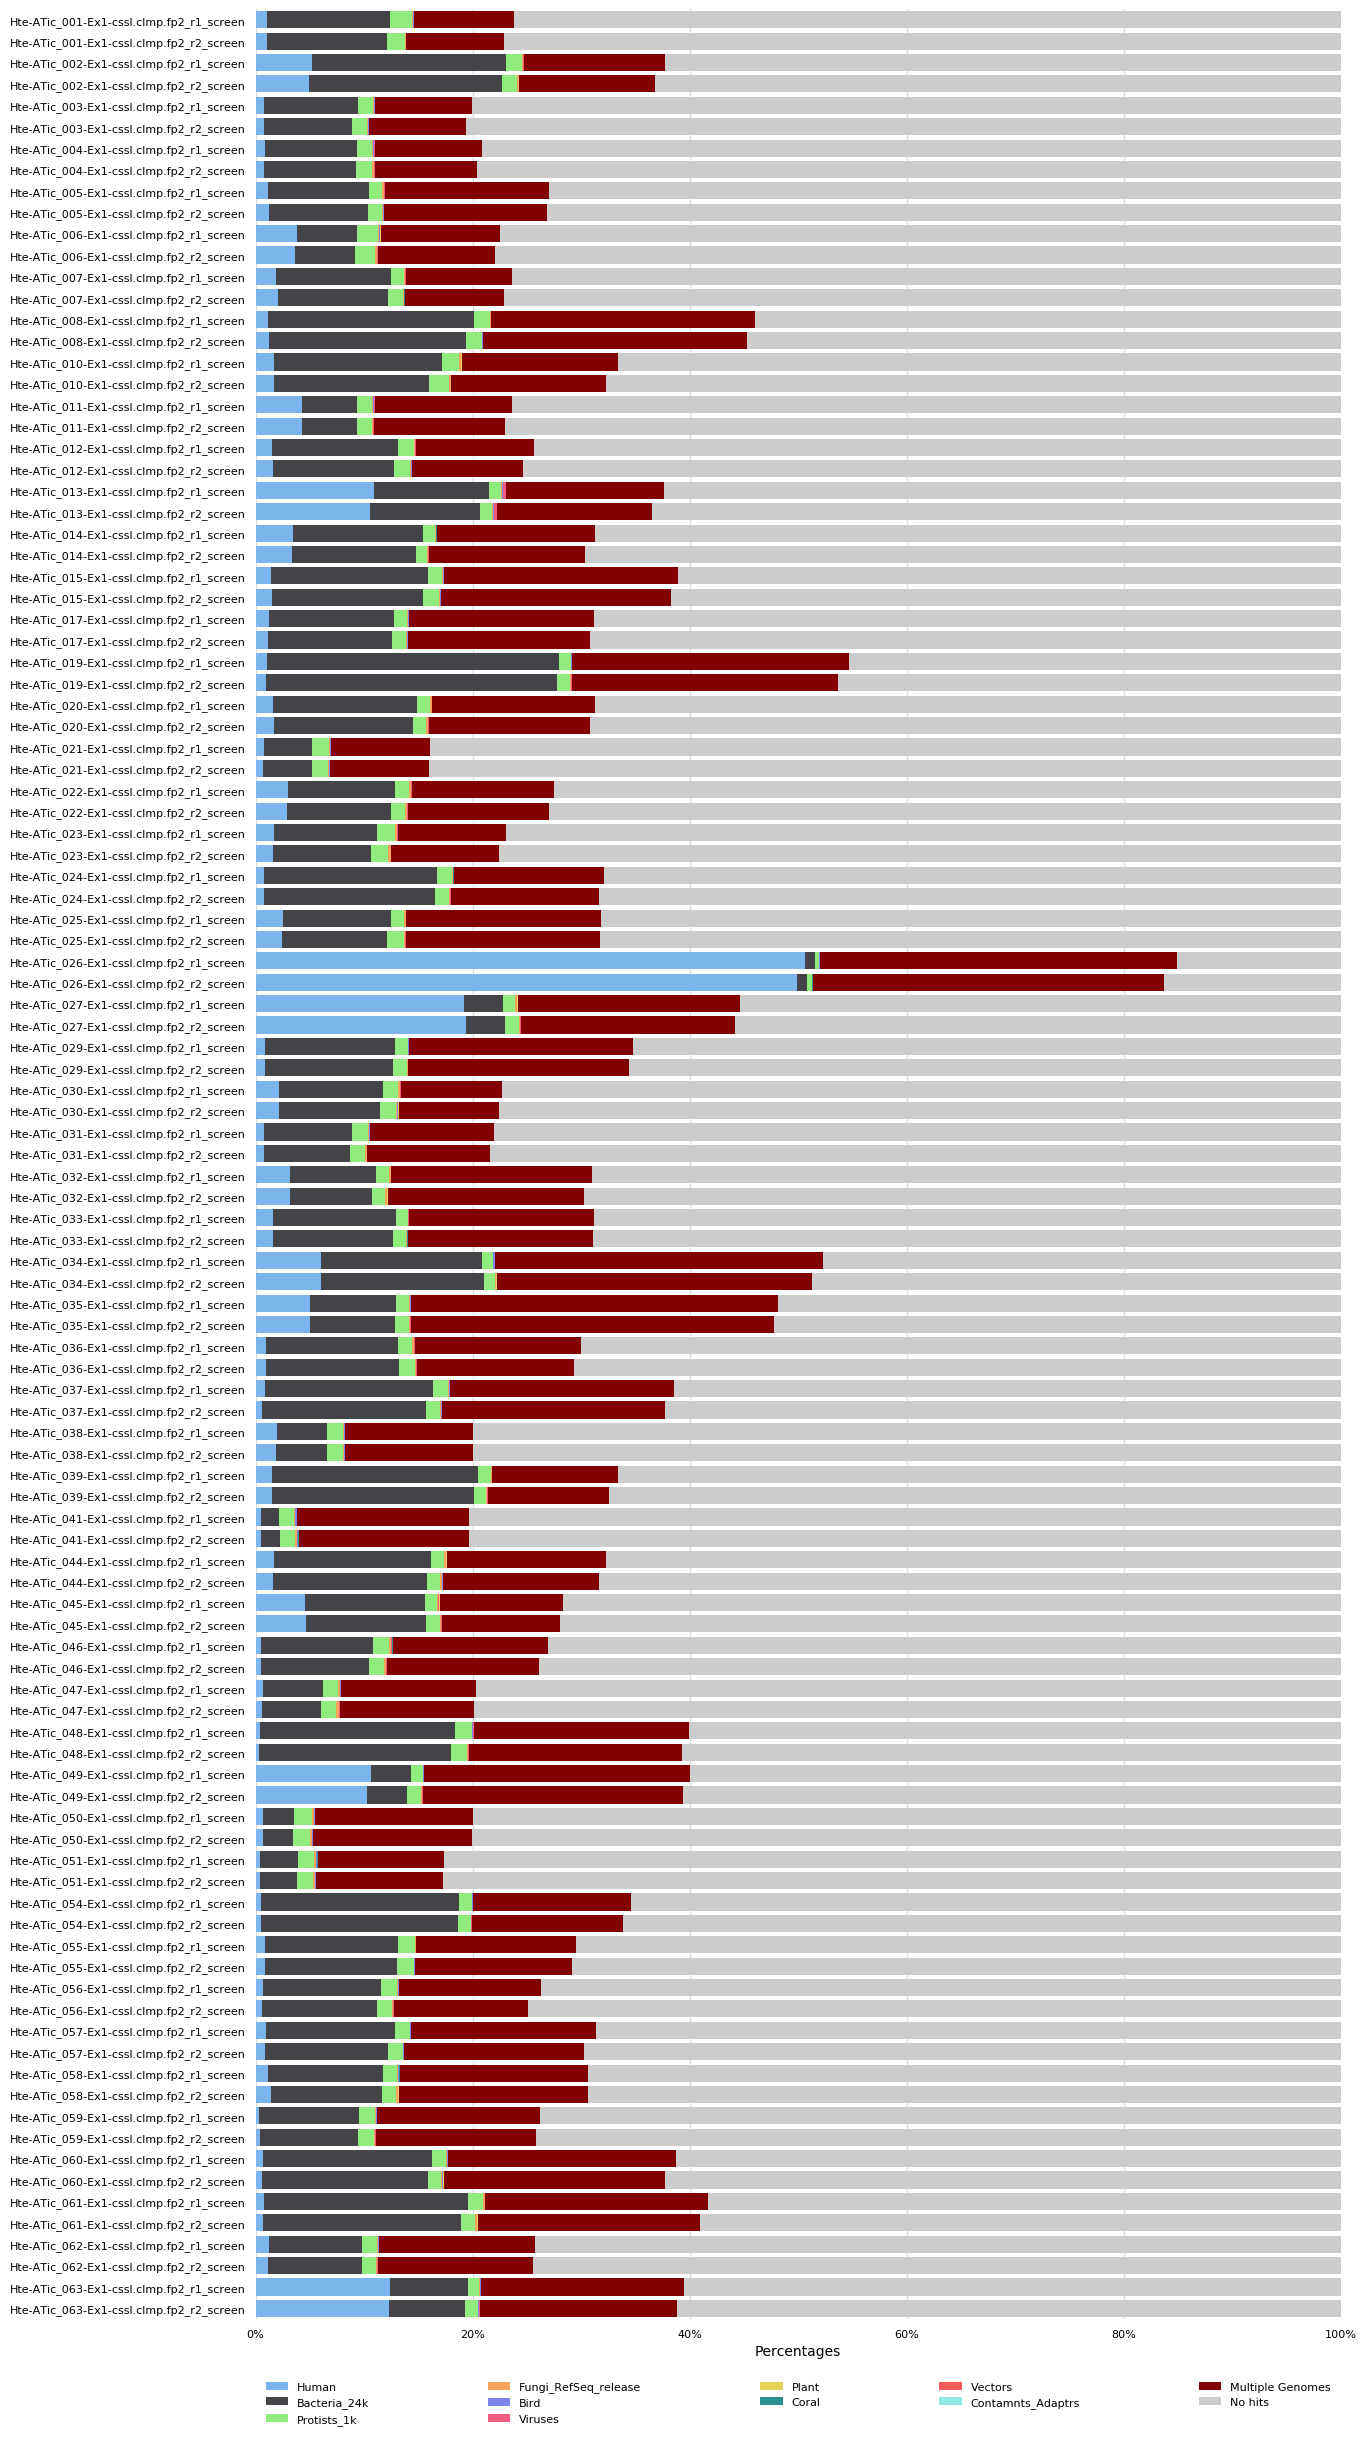 Hte-ATic_001-Ex1-cssl.clmp.fp2_r1_screen
Hte-ATic_001-Ex1-cssl.clmp.fp2_r2_screen
Hte-ATic_002-Ex1-cssl.clmp.fp2_r1_screen
Hte-ATic_002-Ex1-cssl.clmp.fp2_r2_screen
Hte-ATic_003-Ex1-cssl.clmp.fp2_r1_screen
Hte-ATic_003-Ex1-cssl.clmp.fp2_r2_screen
Hte-ATic_004-Ex1-cssl.clmp.fp2_r1_screen
Hte-ATic_004-Ex1-cssl.clmp.fp2_r2_screen
Hte-ATic_005-Ex1-cssl.clmp.fp2_r1_screen
Hte-ATic_005-Ex1-cssl.clmp.fp2_r2_screen
Hte-ATic_006-Ex1-cssl.clmp.fp2_r1_screen
Hte-ATic_006-Ex1-cssl.clmp.fp2_r2_screen
Hte-ATic_007-Ex1-cssl.clmp.fp2_r1_screen
Hte-ATic_007-Ex1-cssl.clmp.fp2_r2_screen
Hte-ATic_008-Ex1-cssl.clmp.fp2_r1_screen
Hte-ATic_008-Ex1-cssl.clmp.fp2_r2_screen
Hte-ATic_010-Ex1-cssl.clmp.fp2_r1_screen
Hte-ATic_010-Ex1-cssl.clmp.fp2_r2_screen
Hte-ATic_011-Ex1-cssl.clmp.fp2_r1_screen
Hte-ATic_011-Ex1-cssl.clmp.fp2_r2_screen
Hte-ATic_012-Ex1-cssl.clmp.fp2_r1_screen
Hte-ATic_012-Ex1-cssl.clmp.fp2_r2_screen
Hte-ATic_013-Ex1-cssl.clmp.fp2_r1_screen
Hte-ATic_013-Ex1-cssl.clmp.fp2_r2_screen
Hte-ATic_014-Ex1-cssl.clmp.fp2_r1_screen
Hte-ATic_014-Ex1-cssl.clmp.fp2_r2_screen
Hte-ATic_015-Ex1-cssl.clmp.fp2_r1_screen
Hte-ATic_015-Ex1-cssl.clmp.fp2_r2_screen
Hte-ATic_017-Ex1-cssl.clmp.fp2_r1_screen
Hte-ATic_017-Ex1-cssl.clmp.fp2_r2_screen
Hte-ATic_019-Ex1-cssl.clmp.fp2_r1_screen
Hte-ATic_019-Ex1-cssl.clmp.fp2_r2_screen
Hte-ATic_020-Ex1-cssl.clmp.fp2_r1_screen
Hte-ATic_020-Ex1-cssl.clmp.fp2_r2_screen
Hte-ATic_021-Ex1-cssl.clmp.fp2_r1_screen
Hte-ATic_021-Ex1-cssl.clmp.fp2_r2_screen
Hte-ATic_022-Ex1-cssl.clmp.fp2_r1_screen
Hte-ATic_022-Ex1-cssl.clmp.fp2_r2_screen
Hte-ATic_023-Ex1-cssl.clmp.fp2_r1_screen
Hte-ATic_023-Ex1-cssl.clmp.fp2_r2_screen
Hte-ATic_024-Ex1-cssl.clmp.fp2_r1_screen
Hte-ATic_024-Ex1-cssl.clmp.fp2_r2_screen
Hte-ATic_025-Ex1-cssl.clmp.fp2_r1_screen
Hte-ATic_025-Ex1-cssl.clmp.fp2_r2_screen
Hte-ATic_026-Ex1-cssl.clmp.fp2_r1_screen
Hte-ATic_026-Ex1-cssl.clmp.fp2_r2_screen
Hte-ATic_027-Ex1-cssl.clmp.fp2_r1_screen
Hte-ATic_027-Ex1-cssl.clmp.fp2_r2_screen
Hte-ATic_029-Ex1-cssl.clmp.fp2_r1_screen
Hte-ATic_029-Ex1-cssl.clmp.fp2_r2_screen
Hte-ATic_030-Ex1-cssl.clmp.fp2_r1_screen
Hte-ATic_030-Ex1-cssl.clmp.fp2_r2_screen
Hte-ATic_031-Ex1-cssl.clmp.fp2_r1_screen
Hte-ATic_031-Ex1-cssl.clmp.fp2_r2_screen
Hte-ATic_032-Ex1-cssl.clmp.fp2_r1_screen
Hte-ATic_032-Ex1-cssl.clmp.fp2_r2_screen
Hte-ATic_033-Ex1-cssl.clmp.fp2_r1_screen
Hte-ATic_033-Ex1-cssl.clmp.fp2_r2_screen
Hte-ATic_034-Ex1-cssl.clmp.fp2_r1_screen
Hte-ATic_034-Ex1-cssl.clmp.fp2_r2_screen
Hte-ATic_035-Ex1-cssl.clmp.fp2_r1_screen
Hte-ATic_035-Ex1-cssl.clmp.fp2_r2_screen
Hte-ATic_036-Ex1-cssl.clmp.fp2_r1_screen
Hte-ATic_036-Ex1-cssl.clmp.fp2_r2_screen
Hte-ATic_037-Ex1-cssl.clmp.fp2_r1_screen
Hte-ATic_037-Ex1-cssl.clmp.fp2_r2_screen
Hte-ATic_038-Ex1-cssl.clmp.fp2_r1_screen
Hte-ATic_038-Ex1-cssl.clmp.fp2_r2_screen
Hte-ATic_039-Ex1-cssl.clmp.fp2_r1_screen
Hte-ATic_039-Ex1-cssl.clmp.fp2_r2_screen
Hte-ATic_041-Ex1-cssl.clmp.fp2_r1_screen
Hte-ATic_041-Ex1-cssl.clmp.fp2_r2_screen
Hte-ATic_044-Ex1-cssl.clmp.fp2_r1_screen
Hte-ATic_044-Ex1-cssl.clmp.fp2_r2_screen
Hte-ATic_045-Ex1-cssl.clmp.fp2_r1_screen
Hte-ATic_045-Ex1-cssl.clmp.fp2_r2_screen
Hte-ATic_046-Ex1-cssl.clmp.fp2_r1_screen
Hte-ATic_046-Ex1-cssl.clmp.fp2_r2_screen
Hte-ATic_047-Ex1-cssl.clmp.fp2_r1_screen
Hte-ATic_047-Ex1-cssl.clmp.fp2_r2_screen
Hte-ATic_048-Ex1-cssl.clmp.fp2_r1_screen
Hte-ATic_048-Ex1-cssl.clmp.fp2_r2_screen
Hte-ATic_049-Ex1-cssl.clmp.fp2_r1_screen
Hte-ATic_049-Ex1-cssl.clmp.fp2_r2_screen
Hte-ATic_050-Ex1-cssl.clmp.fp2_r1_screen
Hte-ATic_050-Ex1-cssl.clmp.fp2_r2_screen
Hte-ATic_051-Ex1-cssl.clmp.fp2_r1_screen
Hte-ATic_051-Ex1-cssl.clmp.fp2_r2_screen
Hte-ATic_054-Ex1-cssl.clmp.fp2_r1_screen
Hte-ATic_054-Ex1-cssl.clmp.fp2_r2_screen
Hte-ATic_055-Ex1-cssl.clmp.fp2_r1_screen
Hte-ATic_055-Ex1-cssl.clmp.fp2_r2_screen
Hte-ATic_056-Ex1-cssl.clmp.fp2_r1_screen
Hte-ATic_056-Ex1-cssl.clmp.fp2_r2_screen
Hte-ATic_057-Ex1-cssl.clmp.fp2_r1_screen
Hte-ATic_057-Ex1-cssl.clmp.fp2_r2_screen
Hte-ATic_058-Ex1-cssl.clmp.fp2_r1_screen
Hte-ATic_058-Ex1-cssl.clmp.fp2_r2_screen
Hte-ATic_059-Ex1-cssl.clmp.fp2_r1_screen
Hte-ATic_059-Ex1-cssl.clmp.fp2_r2_screen
Hte-ATic_060-Ex1-cssl.clmp.fp2_r1_screen
Hte-ATic_060-Ex1-cssl.clmp.fp2_r2_screen
Hte-ATic_061-Ex1-cssl.clmp.fp2_r1_screen
Hte-ATic_061-Ex1-cssl.clmp.fp2_r2_screen
Hte-ATic_062-Ex1-cssl.clmp.fp2_r1_screen
Hte-ATic_062-Ex1-cssl.clmp.fp2_r2_screen
Hte-ATic_063-Ex1-cssl.clmp.fp2_r1_screen
Hte-ATic_063-Ex1-cssl.clmp.fp2_r2_screen
0% 20% 40% 60% 80% 100%
Percentages
Human Fungi_RefSeq_release Plant Vectors Multiple Genomes
Bacteria_24k Bird Coral Contamnts_Adaptrs No hits
Protists_1k Viruses